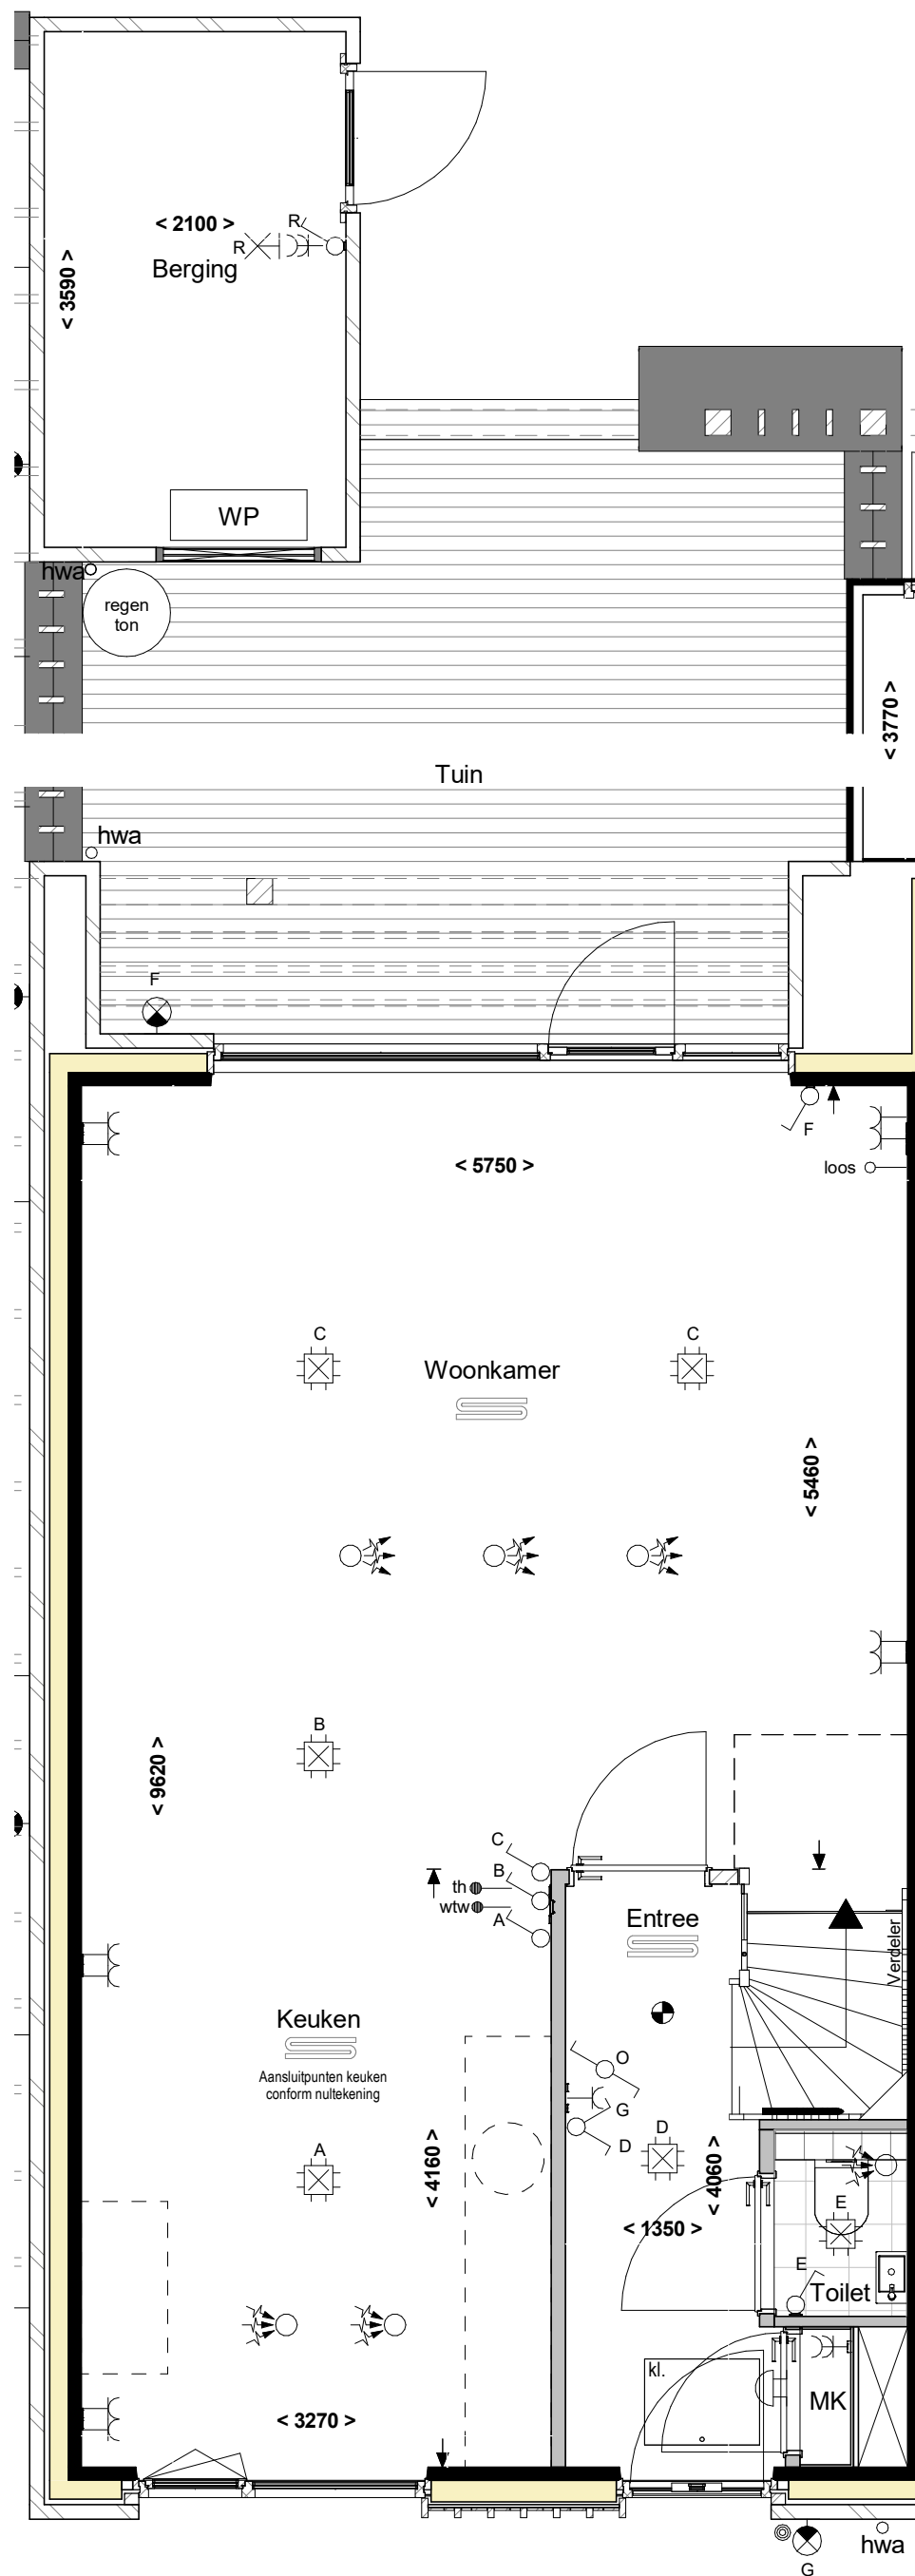 < 2100 >
R
R
Berging
< 3590 >
WP
hwa
regen
ton
< 3770 >
Tuin
hwa
F
F
< 5750 >
loos
C
C
Woonkamer
< 5460 >
B
< 9620 >
C
B
th
wtw
A
Entree
Verdeler
Keuken
Aansluitpunten keuken
conform nultekening
O
G
D
D
A
< 4160 >
< 4060 >
< 1350 >
E
E
Toilet
kl.
MK
< 3270 >
hwa
G